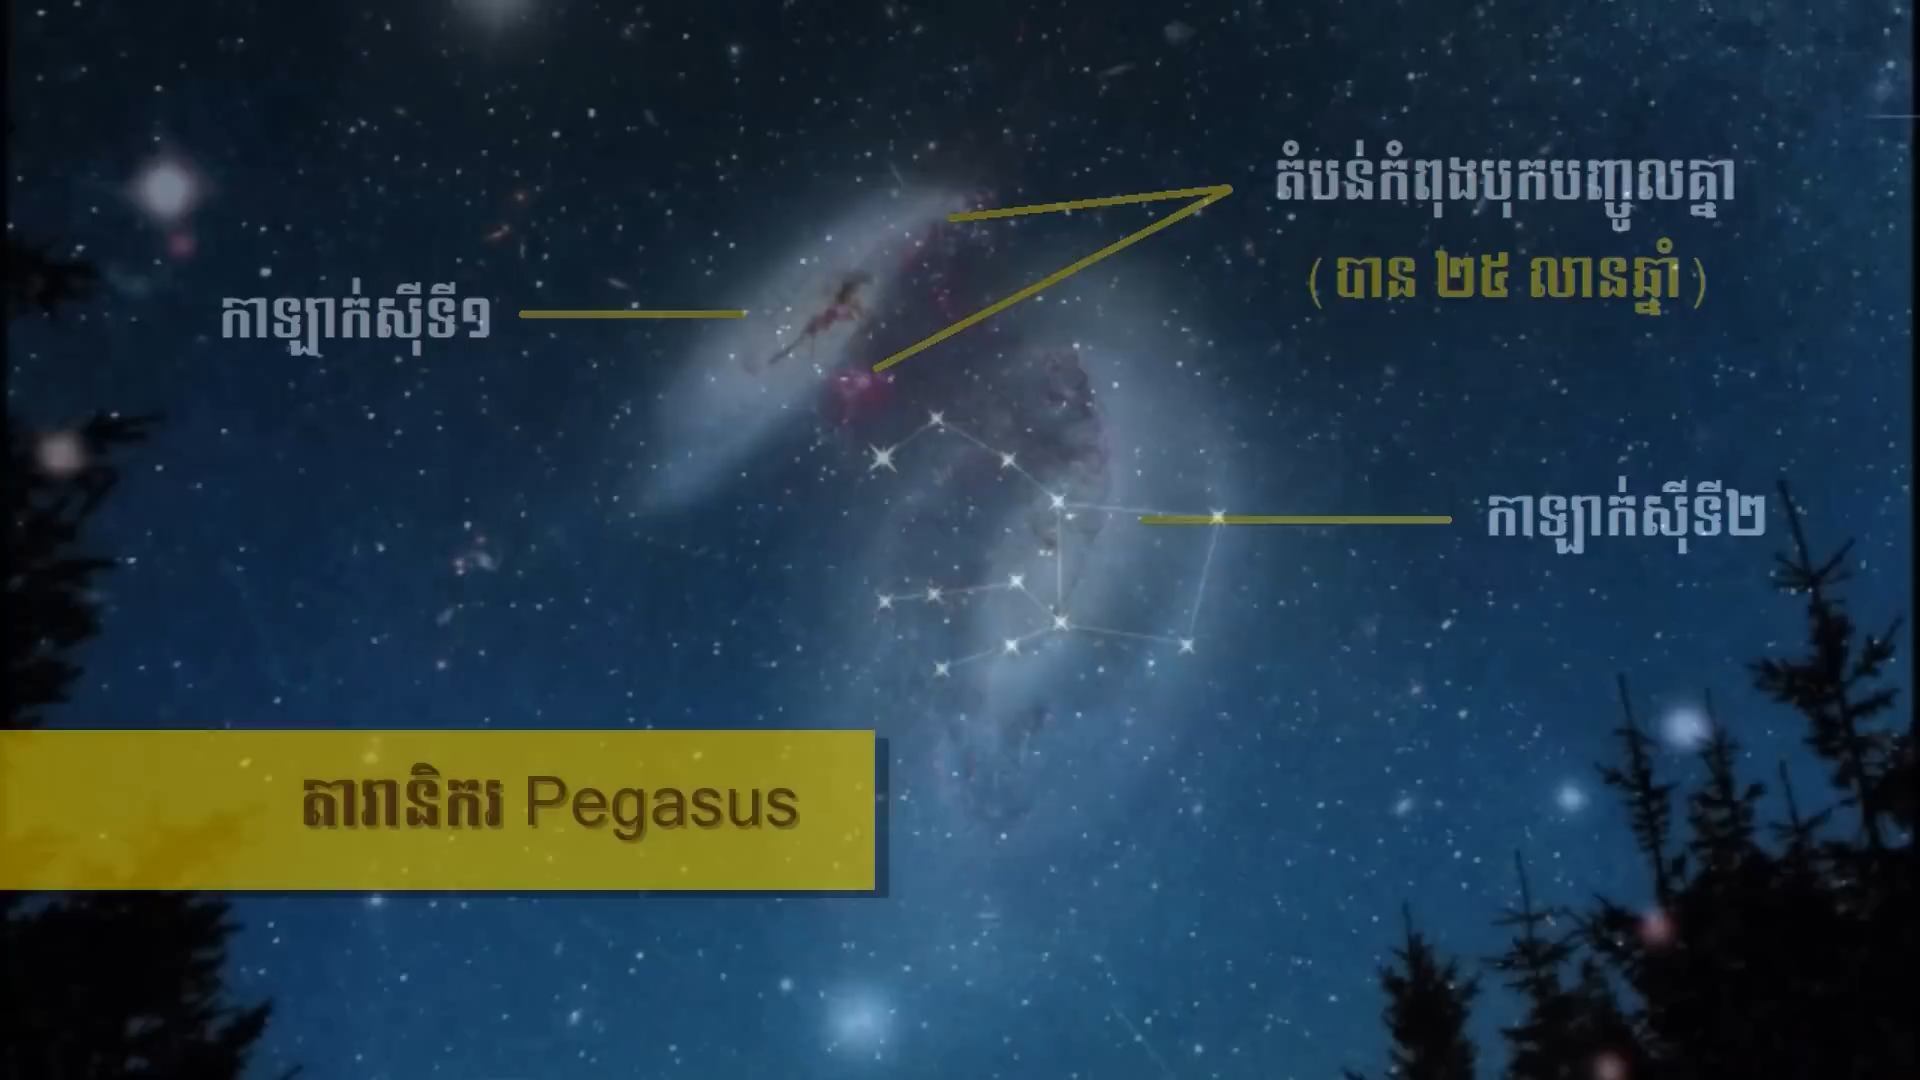 តំបន់កំពុងបុកបញ្ចូលគ្នា
(បាន ២៥ លានឆ្នាំ)
កាឡាក់ស៊ីទី១
កាឡាក់ស៊ីទី២
តារានិករ Pegasus